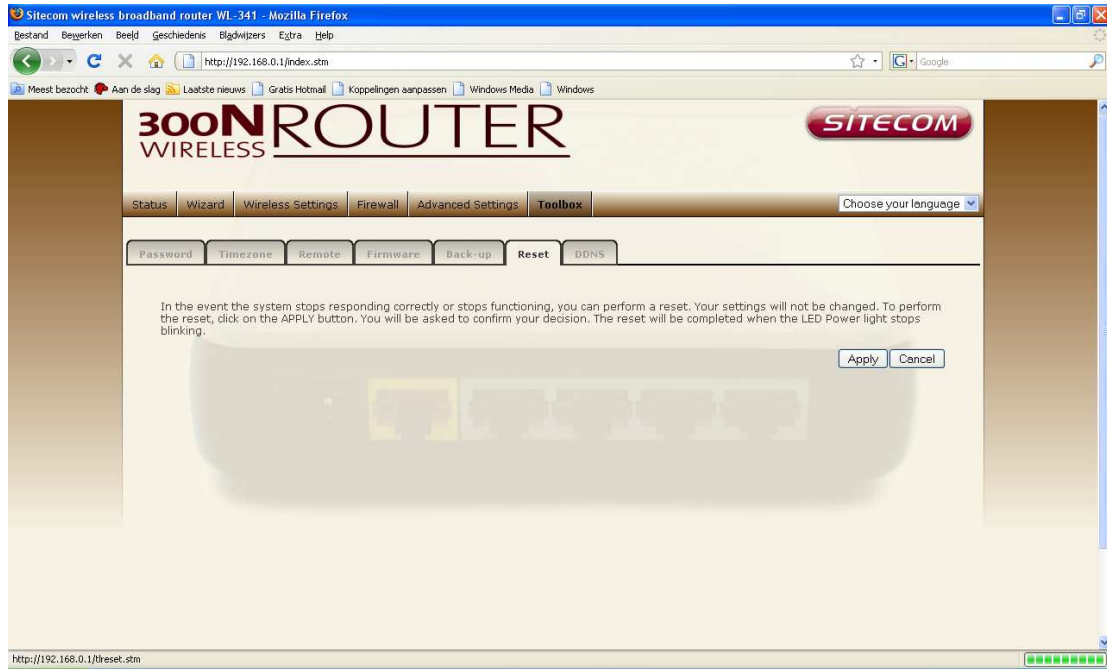 Sitecom wireless broadband router WL-341 - Mozilla Firefox
Bestand Bewerken Beeld Geschiedenis Bladwijzers Extra Help
http://192.168.0.1/index.stm
Google
Meest bezocht Aan de slag Laatste nieuws Gratis Hotmail Koppelingen aanpassen Windows Media Windows
300N ROUTER
WIRELESS
SITECOM
Status Wizard Wireless Settings Firewall Advanced Settings Toolbox
Choose your language
Password Timezone Remote Firmware Back-up Reset DDNS
In the event the system stops responding correctly or stops functioning, you can perform a reset. Your settings will not be changed. To perform
the reset, click on the APPLY button. You will be asked to confirm your decision. The reset will be completed when the LED Power light stops
blinking.
Apply Cancel
http://192.168.0.1/tlreset.stm